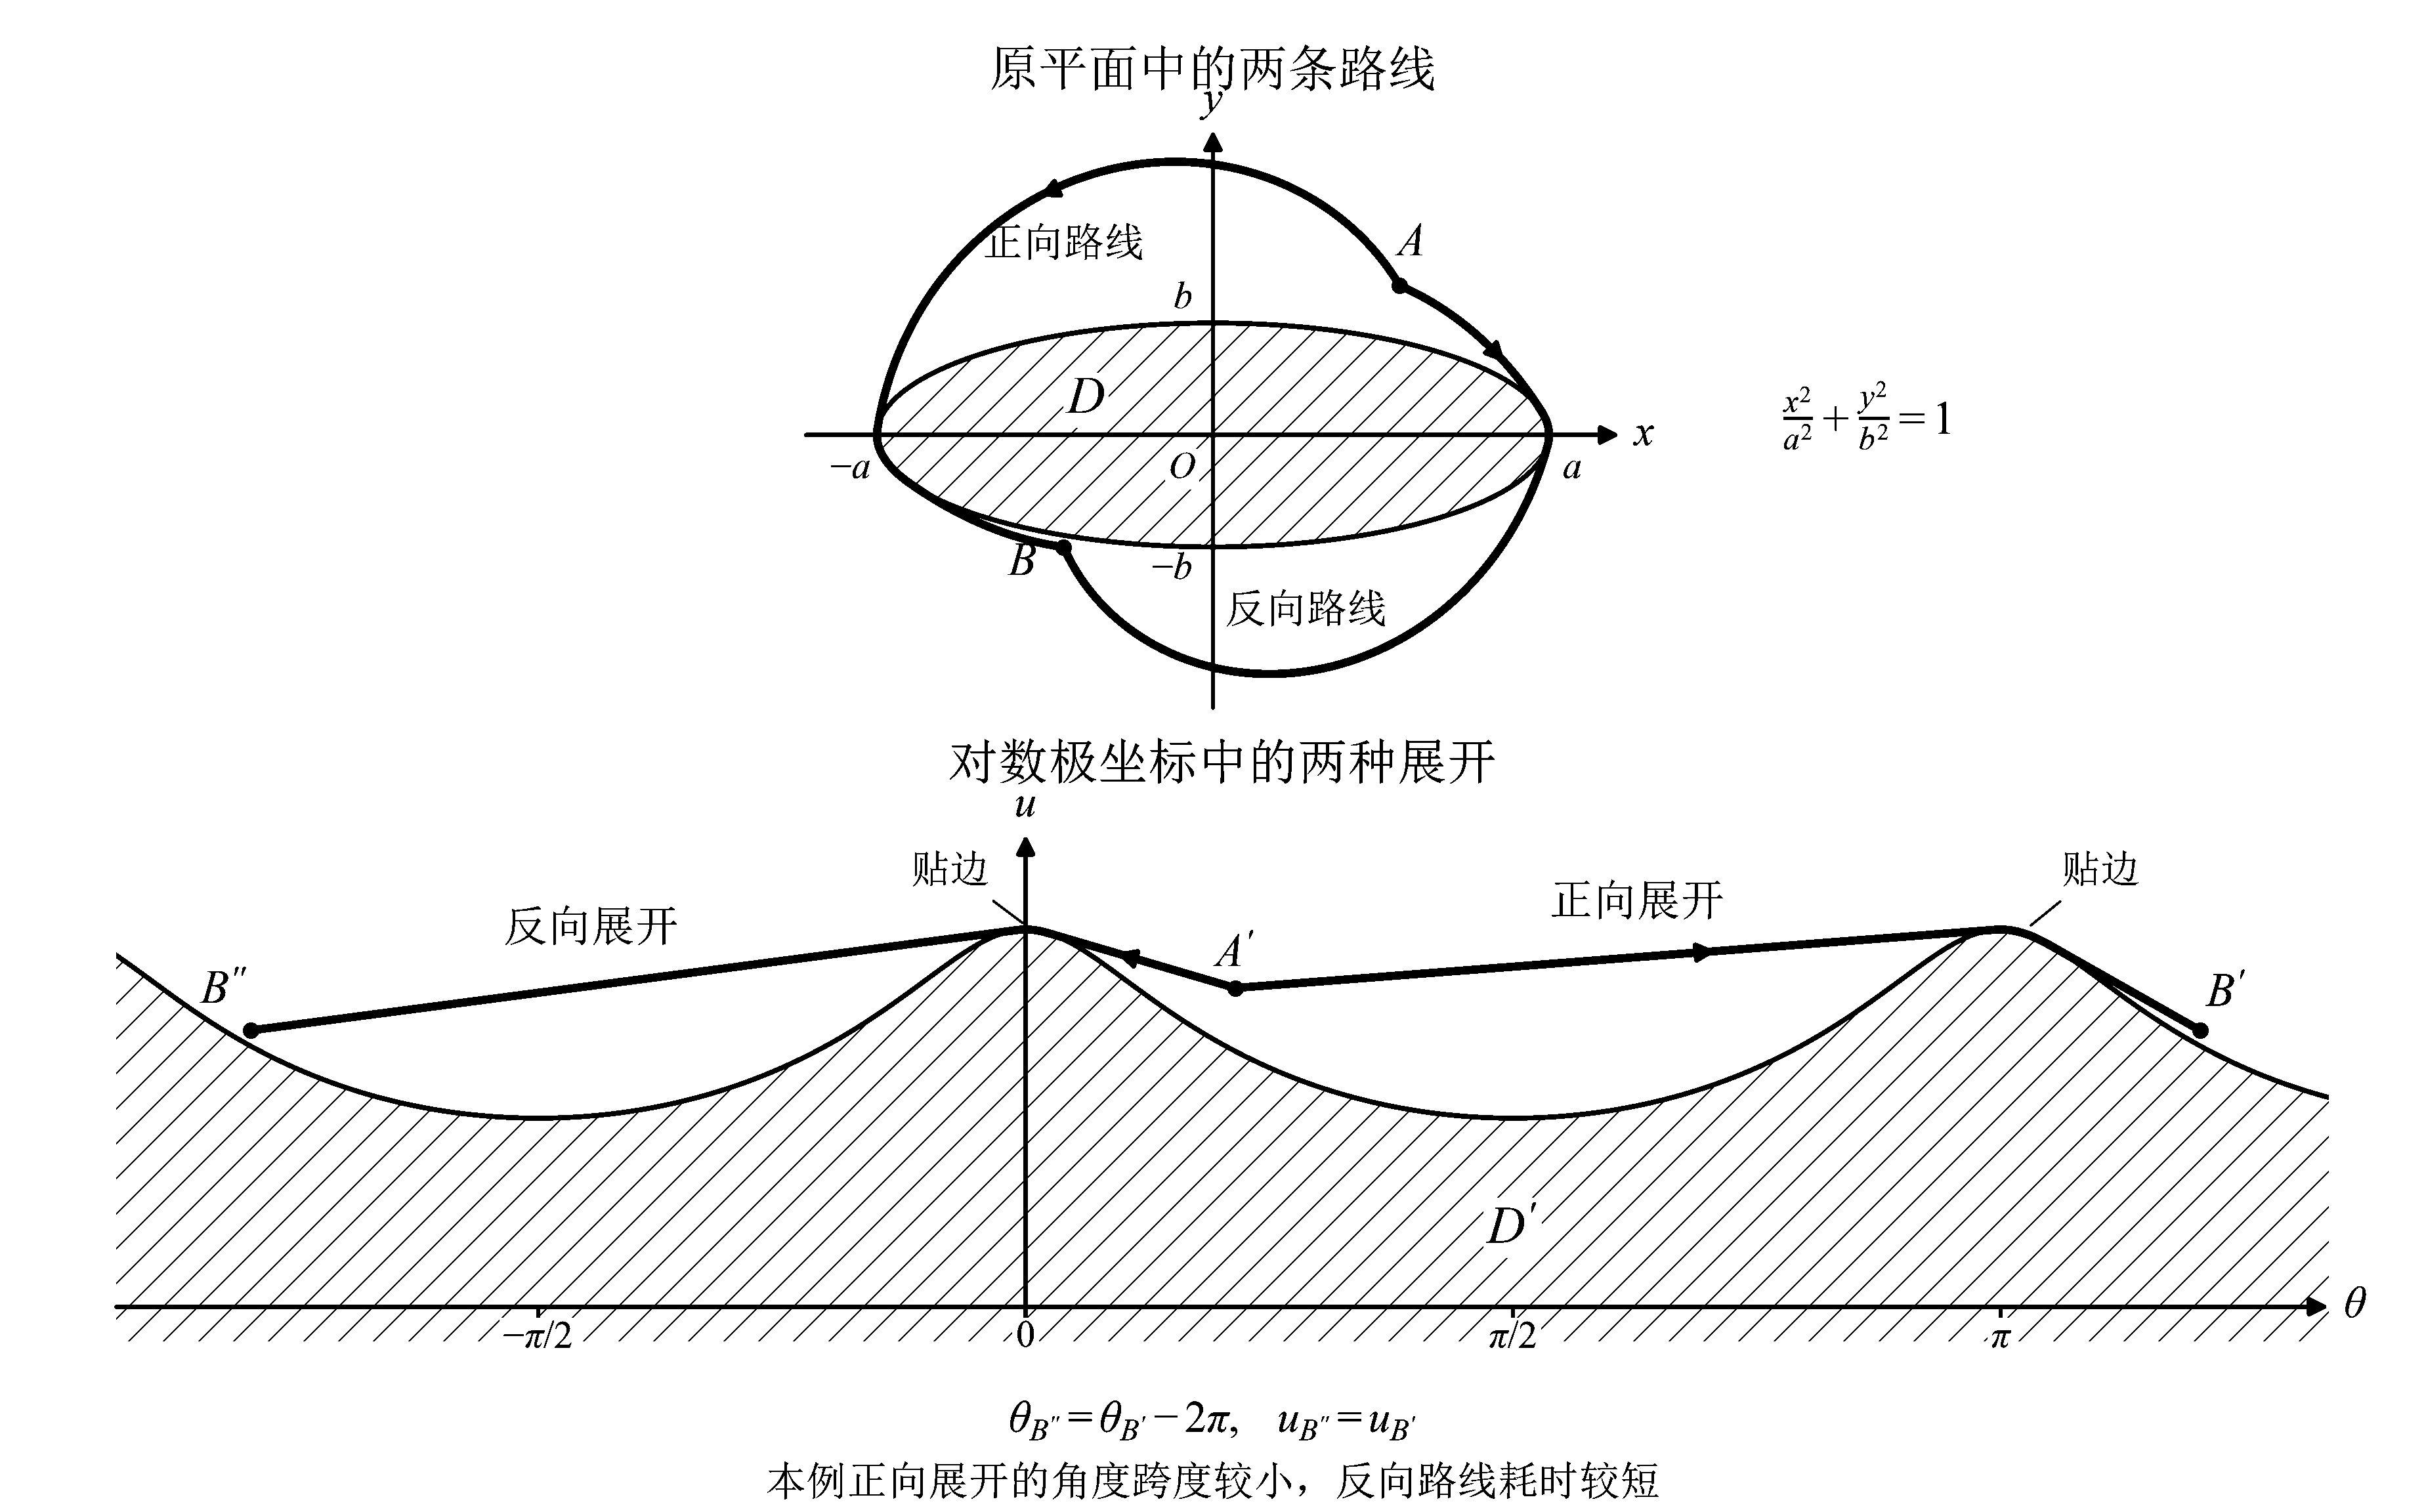 原平面中的两条路线
y
A
正向路线
b
D
x²/a² + y²/b² = 1
x
−a
O
a
B
−b
反向路线
对数极坐标中的两种展开
u
贴边
贴边
正向展开
反向展开
A′
B″
B′
D′
θ
−π/2
0
π/2
π
θ_B″ = θ_B′ − 2π, u_B″ = u_B′
本例正向展开的角度跨度较小，反向路线耗时较短